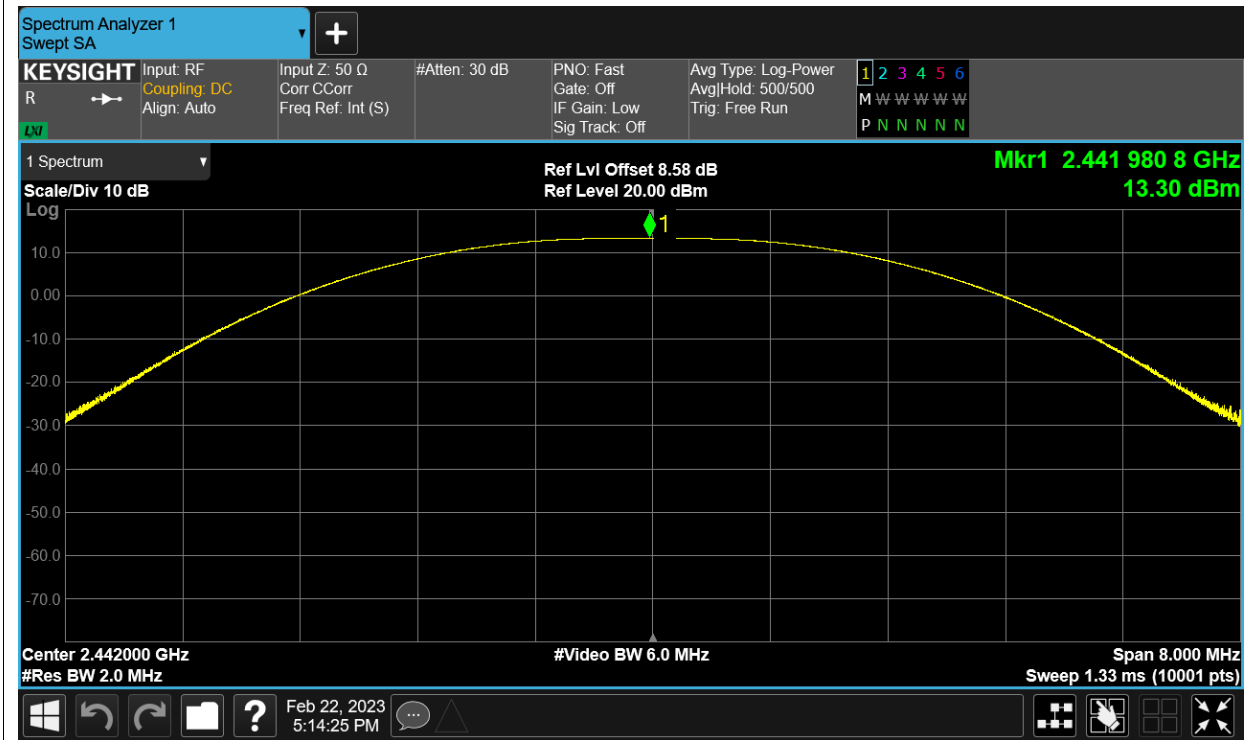 Spectrum Analyzer 1
Swept SA
KEYSIGHT
R
LXI
Input: RF
Coupling: DC
Align: Auto
Input Z: 50 Ω
Corr CCorr
Freq Ref: Int (S)
#Atten: 30 dB
PNO: Fast
Gate: Off
IF Gain: Low
Sig Track: Off
Avg Type: Log-Power
Avg|Hold: 500/500
Trig: Free Run
1 2 3 4 5 6
M W W W W W
P N N N N N
1 Spectrum
Scale/Div 10 dB
Log
Ref Lvl Offset 8.58 dB
Ref Level 20.00 dBm
Mkr1 2.441 980 8 GHz
13.30 dBm
1
10.0
0.00
-10.0
-20.0
-30.0
-40.0
-50.0
-60.0
-70.0
Center 2.442000 GHz
#Res BW 2.0 MHz
#Video BW 6.0 MHz
Span 8.000 MHz
Sweep 1.33 ms (10001 pts)
?
Feb 22, 2023
5:14:25 PM